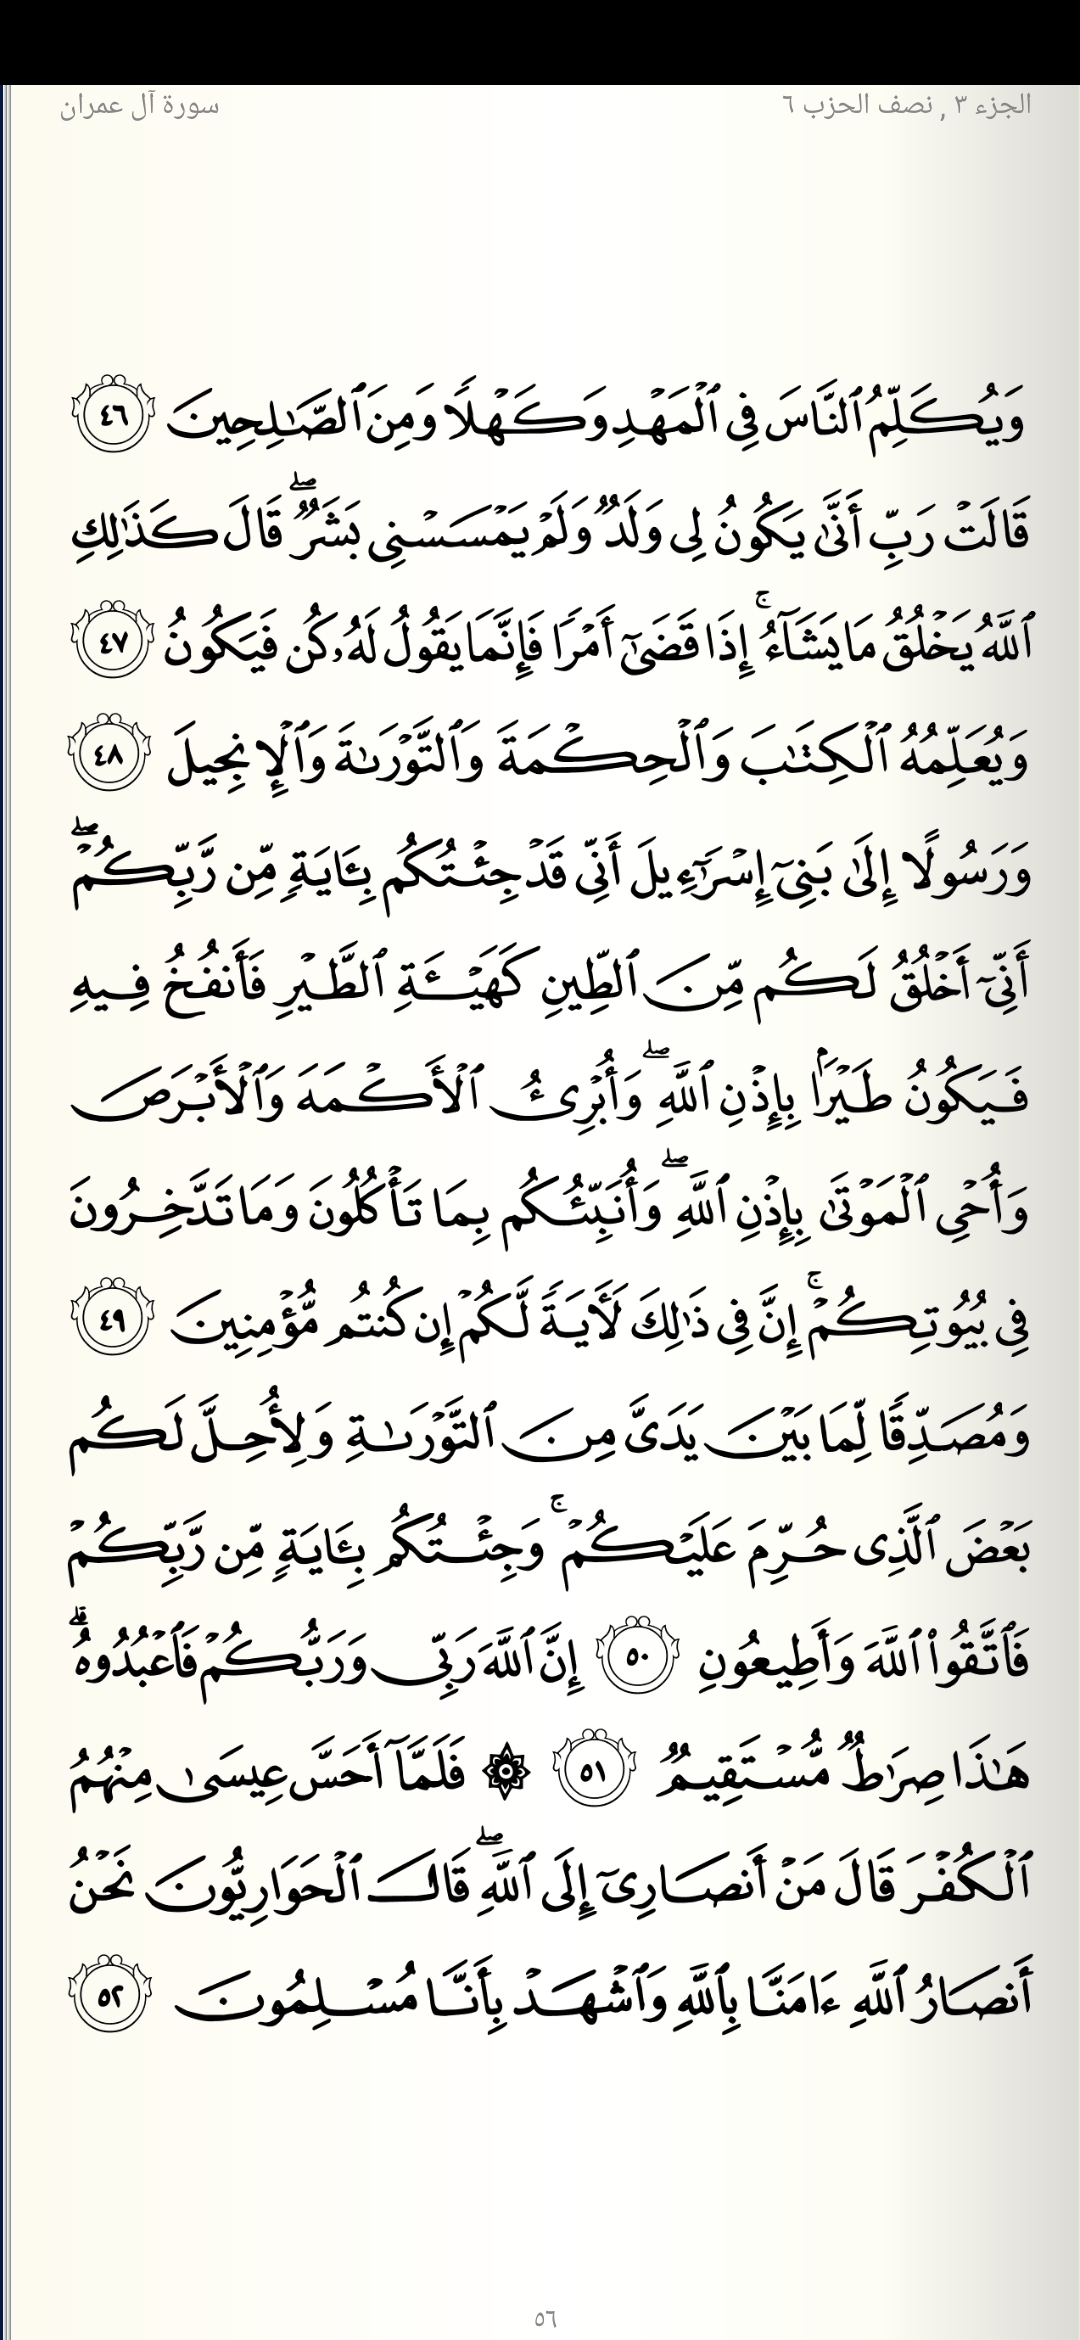 الجزء ٣ , نصف الحزب ٦
سورة آل عمران
وَيُكَلِّمُ ٱلنَّاسَ فِي ٱلۡمَهۡدِ وَكَهۡلٗا وَمِنَ ٱلصَّٰلِحِينَ ٤٦
قَالَتۡ رَبِّ أَنَّىٰ يَكُونُ لِي وَلَدٞ وَلَمۡ يَمۡسَسۡنِي بَشَرٞۖ قَالَ كَذَٰلِكِ
ٱللَّهُ يَخۡلُقُ مَا يَشَآءُۚ إِذَا قَضَىٰٓ أَمۡرٗا فَإِنَّمَا يَقُولُ لَهُۥ كُن فَيَكُونُ ٤٧
وَيُعَلِّمُهُ ٱلۡكِتَٰبَ وَٱلۡحِكۡمَةَ وَٱلتَّوۡرَىٰةَ وَٱلۡإِنجِيلَ ٤٨
وَرَسُولًا إِلَىٰ بَنِيٓ إِسۡرَٰٓءِيلَ أَنِّي قَدۡ جِئۡتُكُم بِـَٔايَةٖ مِّن رَّبِّكُمۡۖ
أَنِّيٓ أَخۡلُقُ لَكُم مِّنَ ٱلطِّينِ كَهَيۡـَٔةِ ٱلطَّيۡرِ فَأَنفُخُ فِيهِ
فَيَكُونُ طَيۡرَۢا بِإِذۡنِ ٱللَّهِۖ وَأُبۡرِئُ ٱلۡأَكۡمَهَ وَٱلۡأَبۡرَصَ
وَأُحۡيِ ٱلۡمَوۡتَىٰ بِإِذۡنِ ٱللَّهِۖ وَأُنَبِّئُكُم بِمَا تَأۡكُلُونَ وَمَا تَدَّخِرُونَ
فِي بُيُوتِكُمۡۚ إِنَّ فِي ذَٰلِكَ لَأٓيَةٗ لَّكُمۡ إِن كُنتُم مُّؤۡمِنِينَ ٤٩
وَمُصَدِّقٗا لِّمَا بَيۡنَ يَدَيَّ مِنَ ٱلتَّوۡرَىٰةِ وَلِأُحِلَّ لَكُم
بَعۡضَ ٱلَّذِي حُرِّمَ عَلَيۡكُمۡۚ وَجِئۡتُكُم بِـَٔايَةٖ مِّن رَّبِّكُمۡ
فَٱتَّقُواْ ٱللَّهَ وَأَطِيعُونِ ٥٠ إِنَّ ٱللَّهَ رَبِّي وَرَبُّكُمۡ فَٱعۡبُدُوهُۚ
هَٰذَا صِرَٰطٞ مُّسۡتَقِيمٞ ٥١ ۞ فَلَمَّآ أَحَسَّ عِيسَىٰ مِنۡهُمُ
ٱلۡكُفۡرَ قَالَ مَنۡ أَنصَارِيٓ إِلَى ٱللَّهِۖ قَالَ ٱلۡحَوَارِيُّونَ نَحۡنُ
أَنصَارُ ٱللَّهِ ءَامَنَّا بِٱللَّهِ وَٱشۡهَدۡ بِأَنَّا مُسۡلِمُونَ ٥٢
٥٦